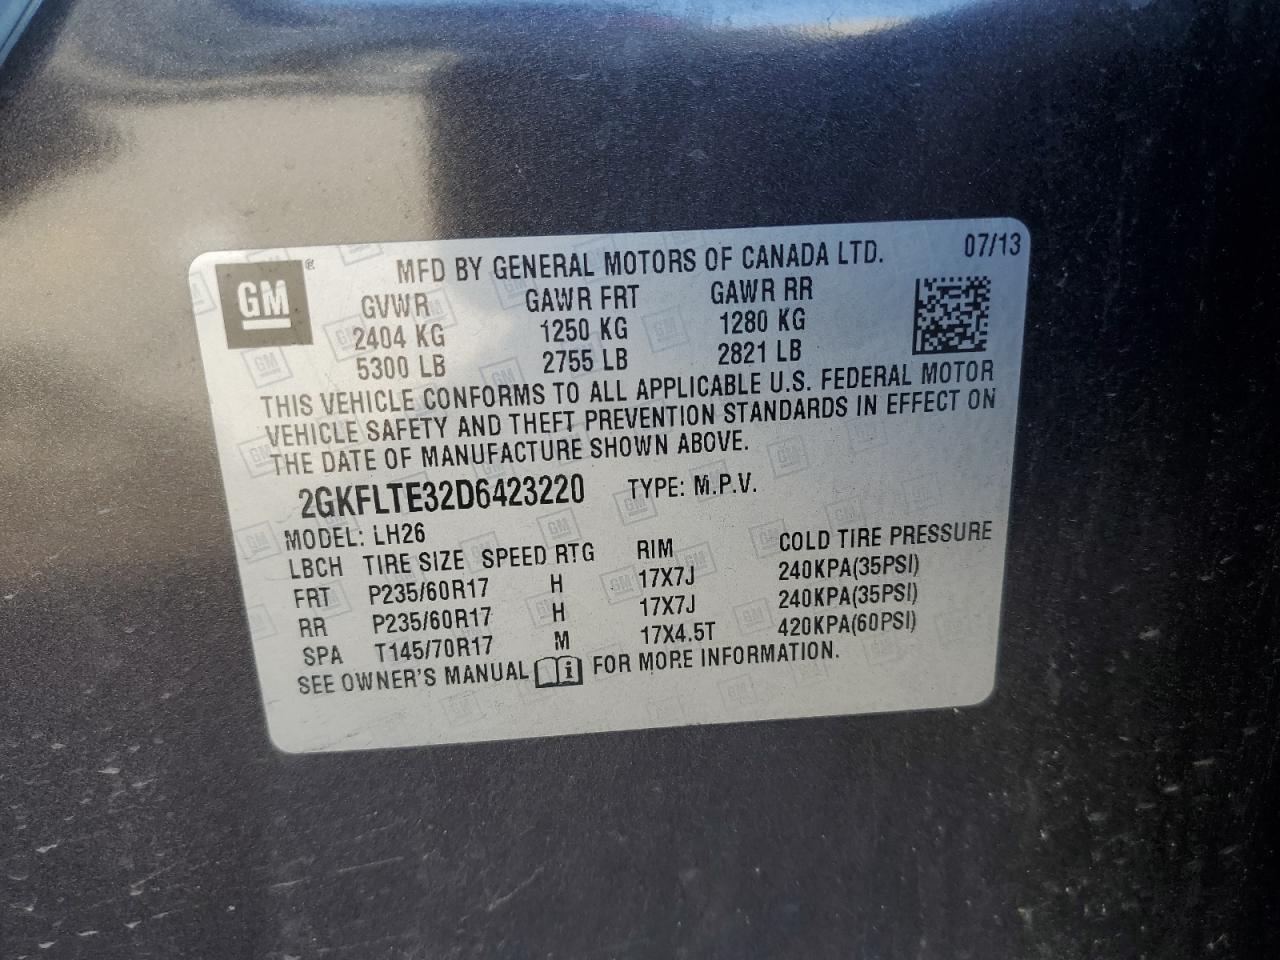 GM ® MFD BY GENERAL MOTORS OF CANADA LTD. 07/13
GVWR GAWR FRT GAWR RR
2404 KG 1250 KG 1280 KG
5300 LB 2755 LB 2821 LB
THIS VEHICLE CONFORMS TO ALL APPLICABLE U.S. FEDERAL MOTOR
VEHICLE SAFETY AND THEFT PREVENTION STANDARDS IN EFFECT ON
THE DATE OF MANUFACTURE SHOWN ABOVE.
2GKFLTE32D6423220 TYPE: M.P.V.
MODEL: LH26
LBCH TIRE SIZE SPEED RTG RIM COLD TIRE PRESSURE
FRT P235/60R17 H 17X7J 240KPA(35PSI)
RR P235/60R17 H 17X7J 240KPA(35PSI)
SPA T145/70R17 M 17X4.5T 420KPA(60PSI)
SEE OWNER'S MANUAL i FOR MORE INFORMATION.